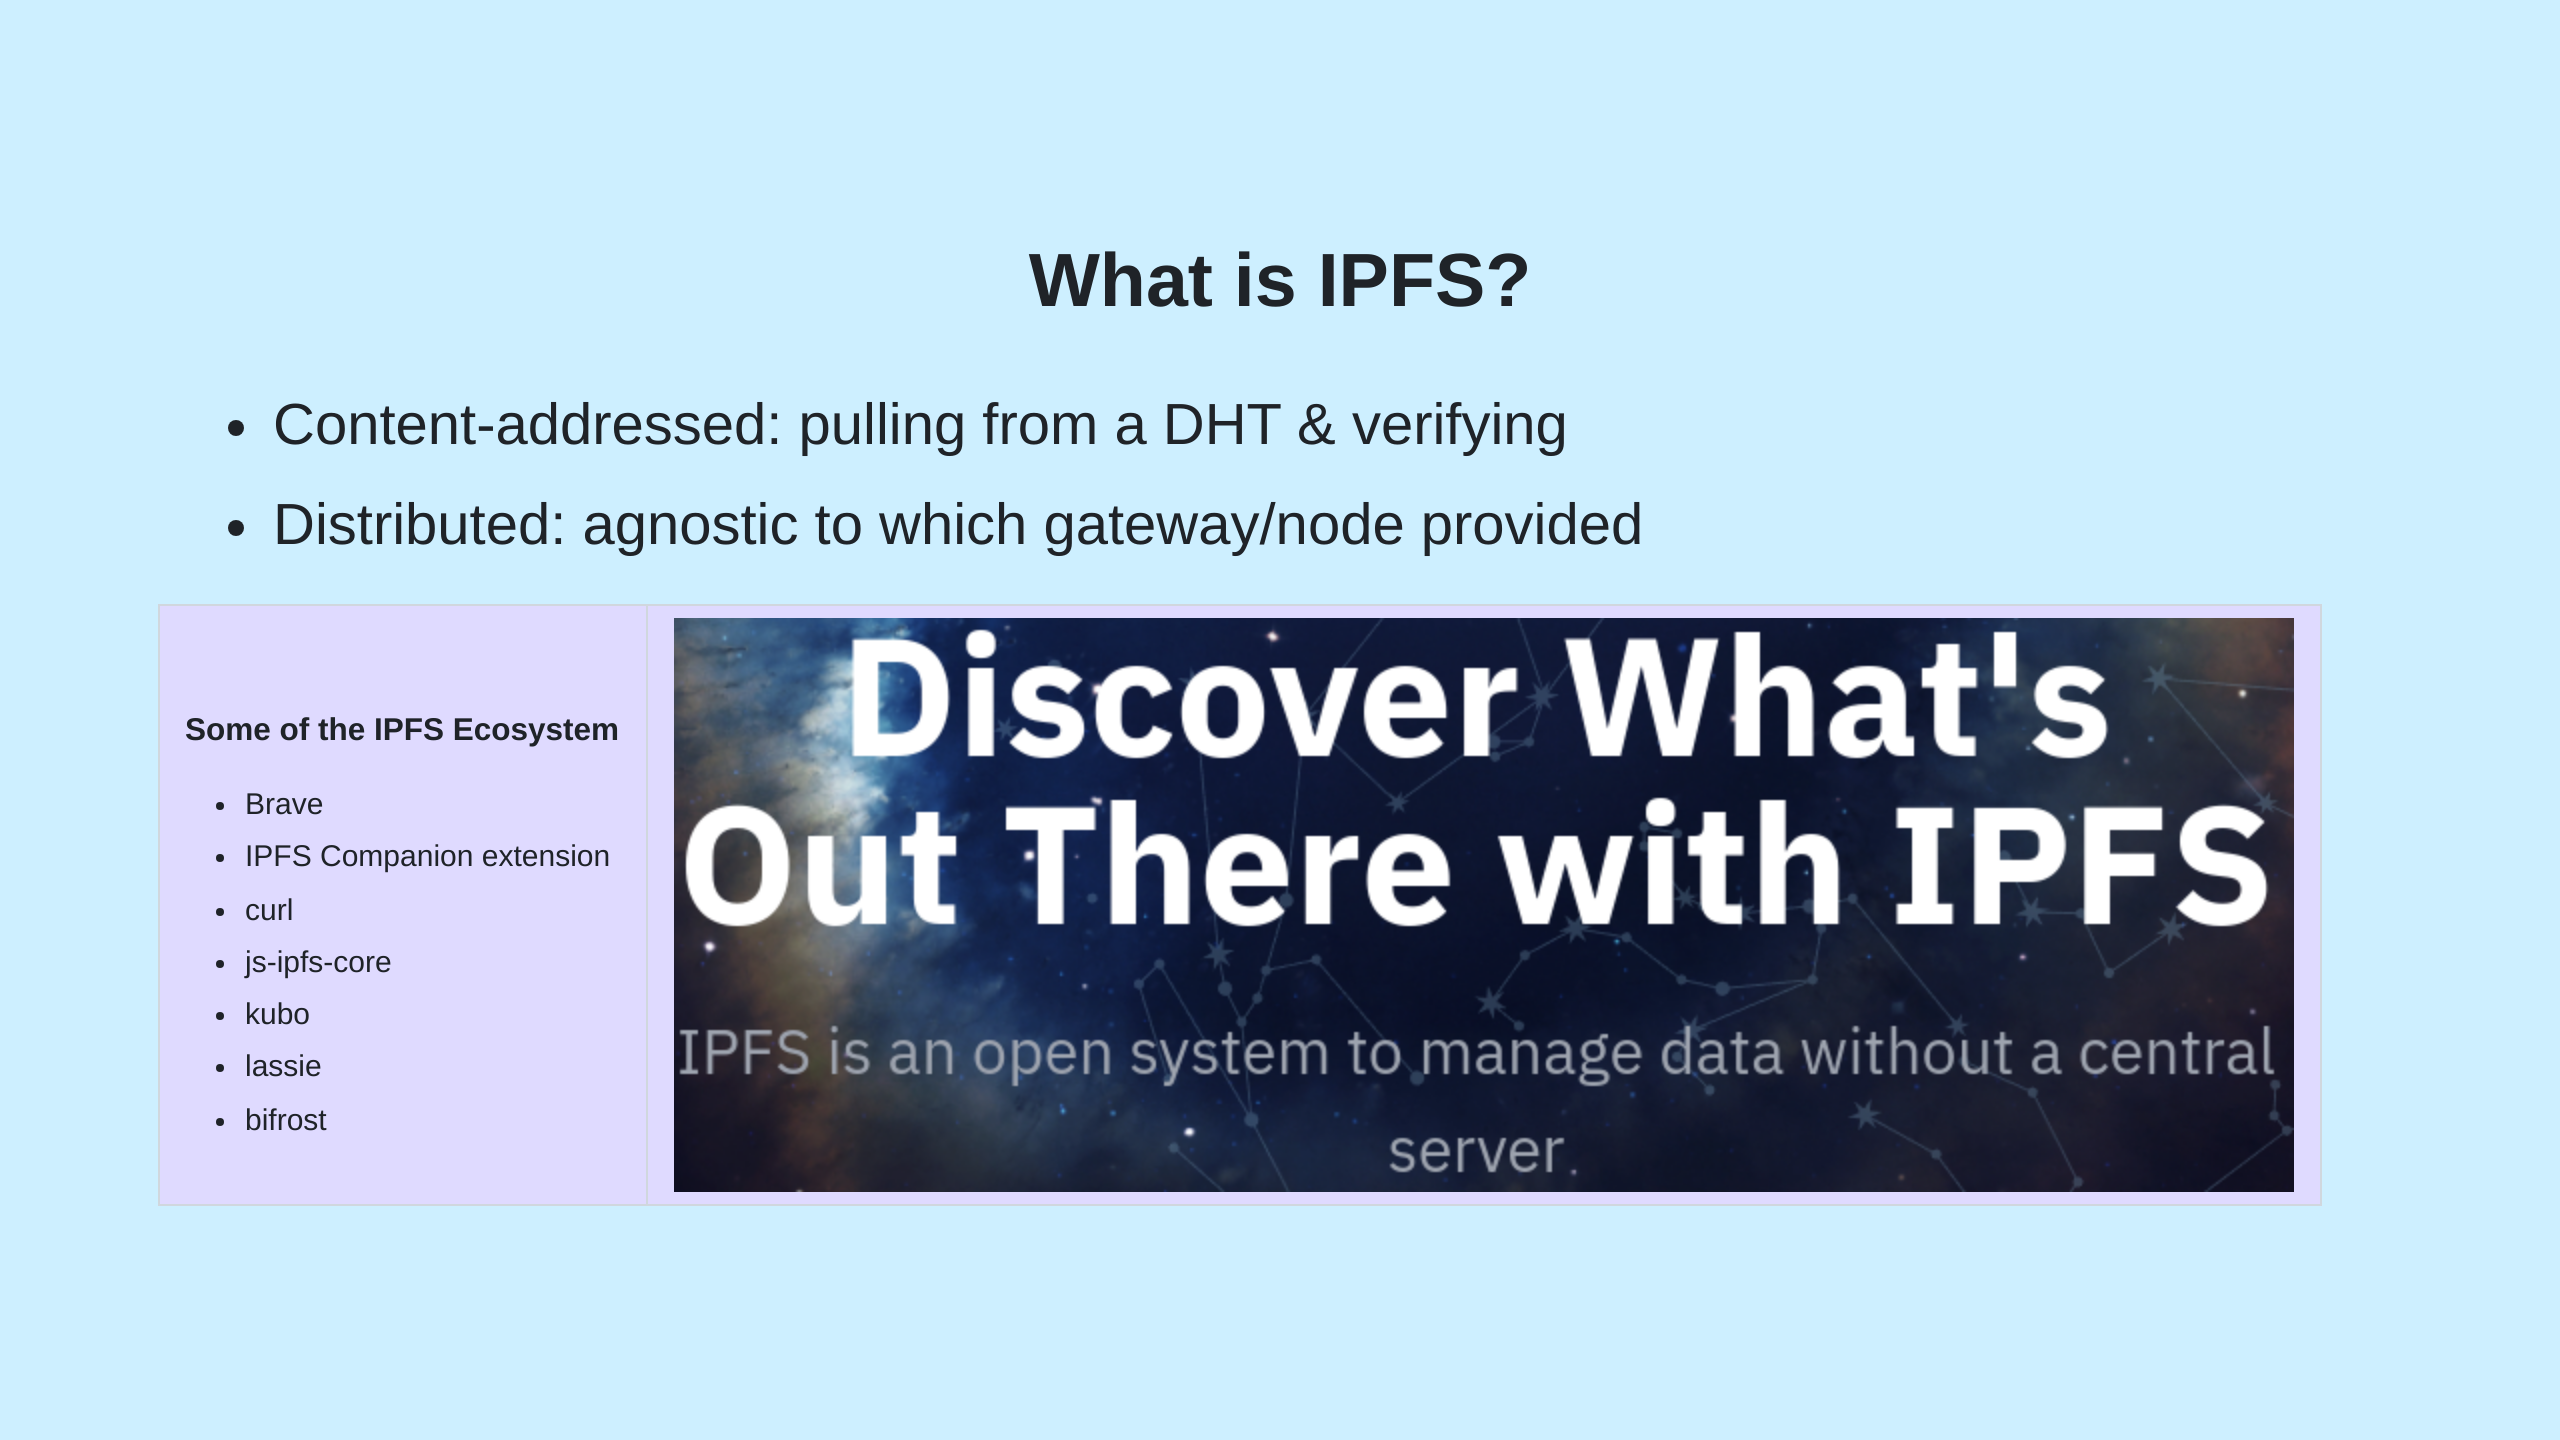 What is IPFS?
Content-addressed: pulling from a DHT & verifying
Distributed: agnostic to which gateway/node provided
Some of the IPFS Ecosystem
Brave
IPFS Companion extension
curl
js-ipfs-core
kubo
lassie
bifrost
Discover What's
Out There with IPFS
IPFS is an open system to manage data without a central
server.